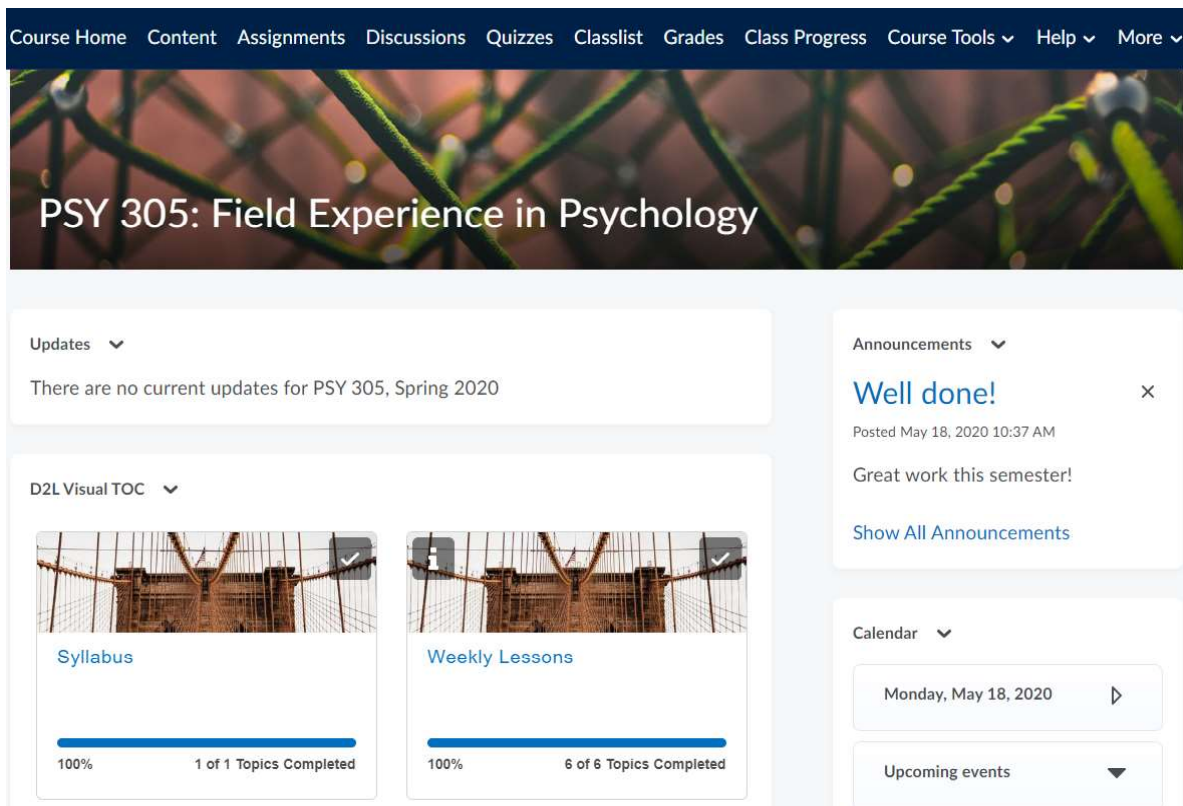 Course Home Content Assignments Discussions Quizzes Classlist Grades Class Progress Course Tools Help More
PSY 305: Field Experience in Psychology
Updates
There are no current updates for PSY 305, Spring 2020
D2L Visual TOC
Syllabus
100% 1 of 1 Topics Completed
Weekly Lessons
100% 6 of 6 Topics Completed
Announcements
Well done!
Posted May 18, 2020 10:37 AM
Great work this semester!
Show All Announcements
Calendar
Monday, May 18, 2020
Upcoming events